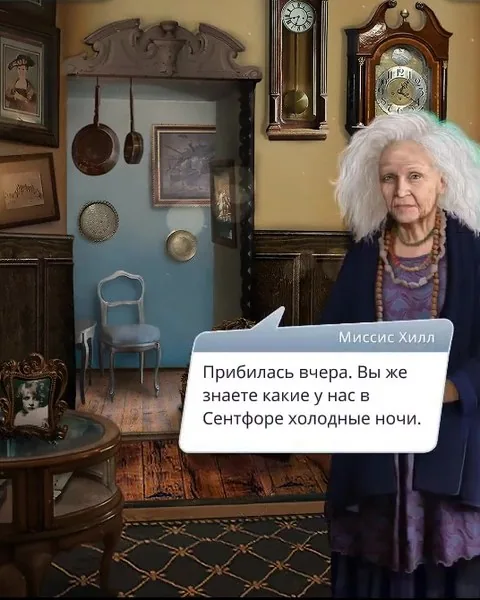 Миссис Хилл
Прибилась вчера. Вы же
знаете какие у нас в
Сентфоре холодные ночи.